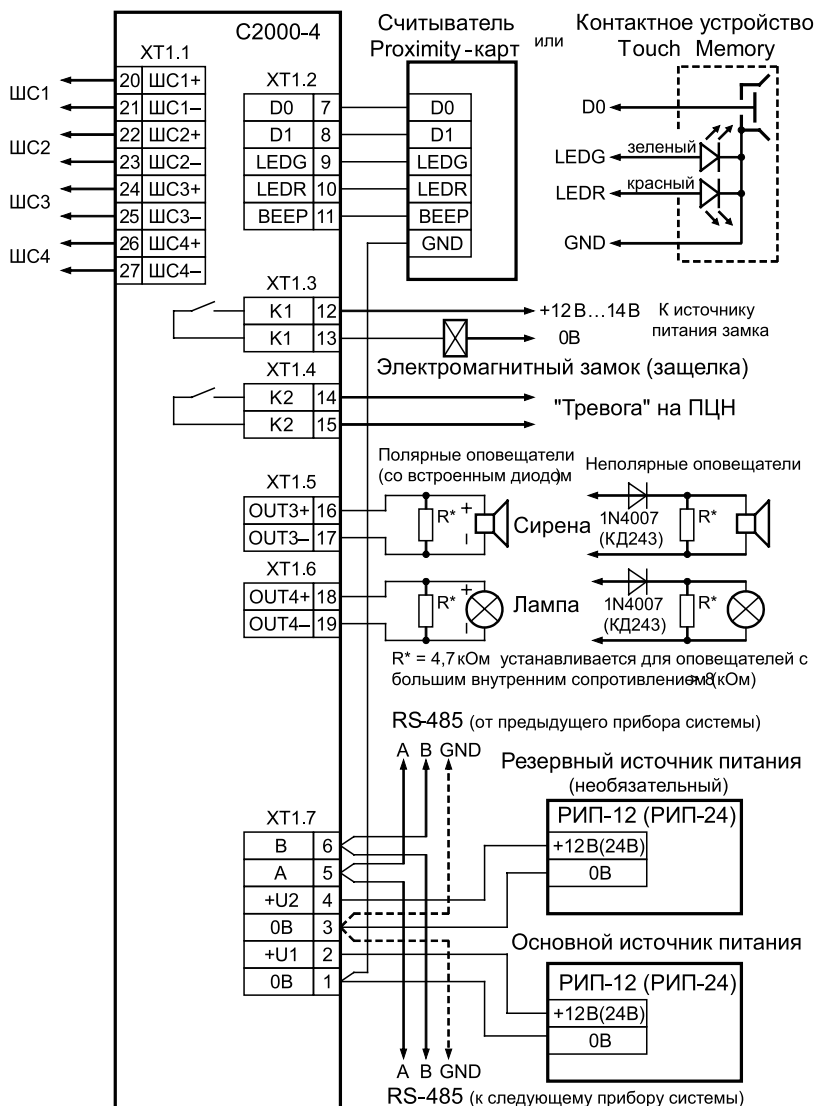 С2000-4
Считыватель
Proximity-карт
или
Контактное устройство
Touch Memory
XT1.1
20 ШС1+
21 ШС1–
22 ШС2+
23 ШС2–
24 ШС3+
25 ШС3–
26 ШС4+
27 ШС4–
ШС1
ШС2
ШС3
ШС4
XT1.2
D0 7
D1 8
LEDG 9
LEDR 10
BEEP 11
D0
D1
LEDG
LEDR
BEEP
GND
D0
LEDG зеленый
LEDR красный
GND
XT1.3
К1 12
К1 13
+12В...14В
0В
К источнику
питания замка
Электромагнитный замок (защелка)
XT1.4
К2 14
К2 15
"Тревога" на ПЦН
Полярные оповещатели
(со встроенным диодом)
Неполярные оповещатели
XT1.5
OUT3+ 16
OUT3– 17
R* + –
Сирена
1N4007
(КД243)
R*
XT1.6
OUT4+ 18
OUT4– 19
R* + –
Лампа
1N4007
(КД243)
R*
R* = 4,7 кОм устанавливается для оповещателей с
большим внутренним сопротивлением (кОм)
RS-485 (от предыдущего прибора системы)
A B GND
Резервный источник питания
(необязательный)
РИП-12 (РИП-24)
+12В(24В)
0В
XT1.7
B 6
A 5
+U2 4
0В 3
+U1 2
0В 1
Основной источник питания
РИП-12 (РИП-24)
+12В(24В)
0В
A B GND
RS-485 (к следующему прибору системы)